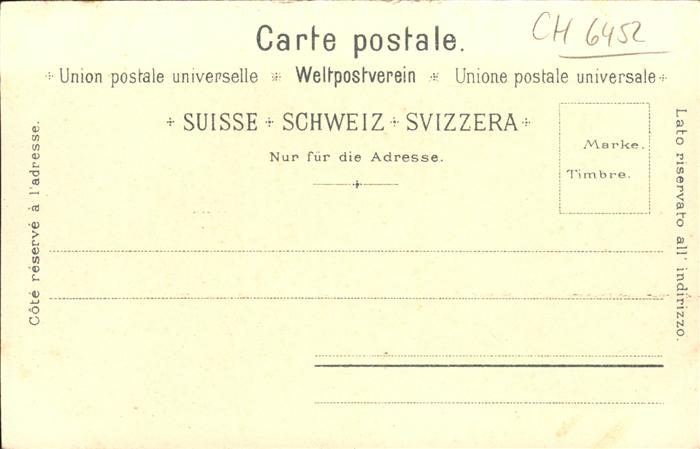 CH 6452
Carte postale.
Union postale universelle Weltpostverein Unione postale universale
SUISSE SCHWEIZ SVIZZERA
Nur für die Adresse.
Marke.
Timbre.
Côté réservé à l'adresse.
Lato riservato all' indirizzo.